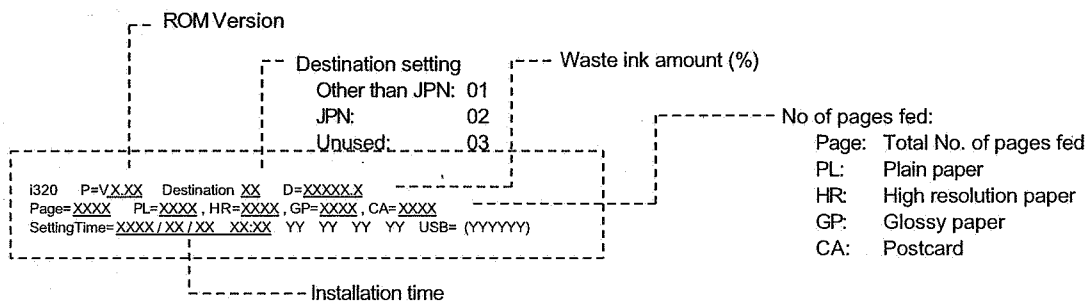 ROM Version
Destination setting
Other than JPN: 01
JPN: 02
Unused: 03
Waste ink amount (%)
No of pages fed:
Page: Total No. of pages fed
PL: Plain paper
HR: High resolution paper
GP: Glossy paper
CA: Postcard
i320 P=VX.XX Destination XX D=XXXXX.X
Page=XXXX PL=XXXX , HR=XXXX , GP=XXXX , CA=XXXX
SettingTime=XXXX / XX / XX XX:XX YY YY YY YY USB= (YYYYYY)
Installation time